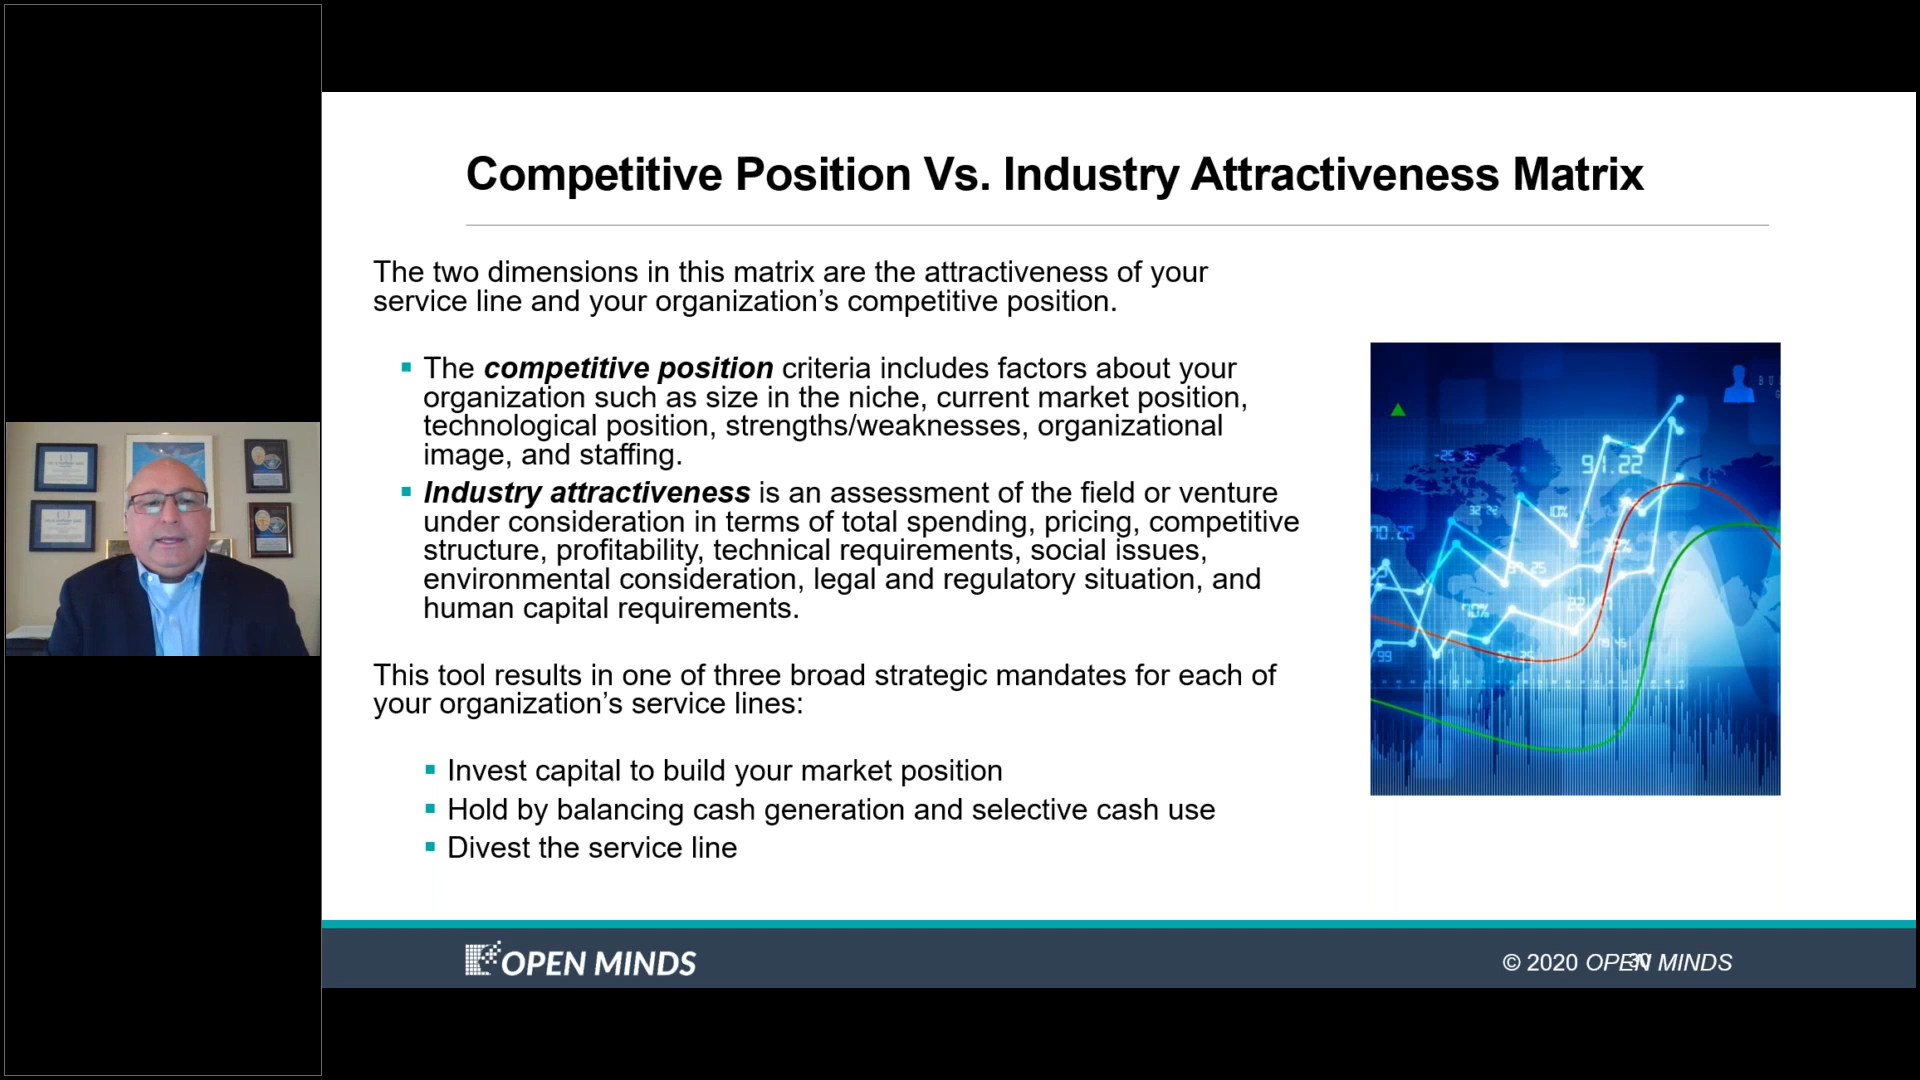 Competitive Position Vs. Industry Attractiveness Matrix
The two dimensions in this matrix are the attractiveness of your
service line and your organization’s competitive position.
The competitive position criteria includes factors about your
organization such as size in the niche, current market position,
technological position, strengths/weaknesses, organizational
image, and staffing.
Industry attractiveness is an assessment of the field or venture
under consideration in terms of total spending, pricing, competitive
structure, profitability, technical requirements, social issues,
environmental consideration, legal and regulatory situation, and
human capital requirements.
This tool results in one of three broad strategic mandates for each of
your organization’s service lines:
Invest capital to build your market position
Hold by balancing cash generation and selective cash use
Divest the service line
91.22
10%
70.25
OPEN MINDS
© 2020 OPEN MINDS
30